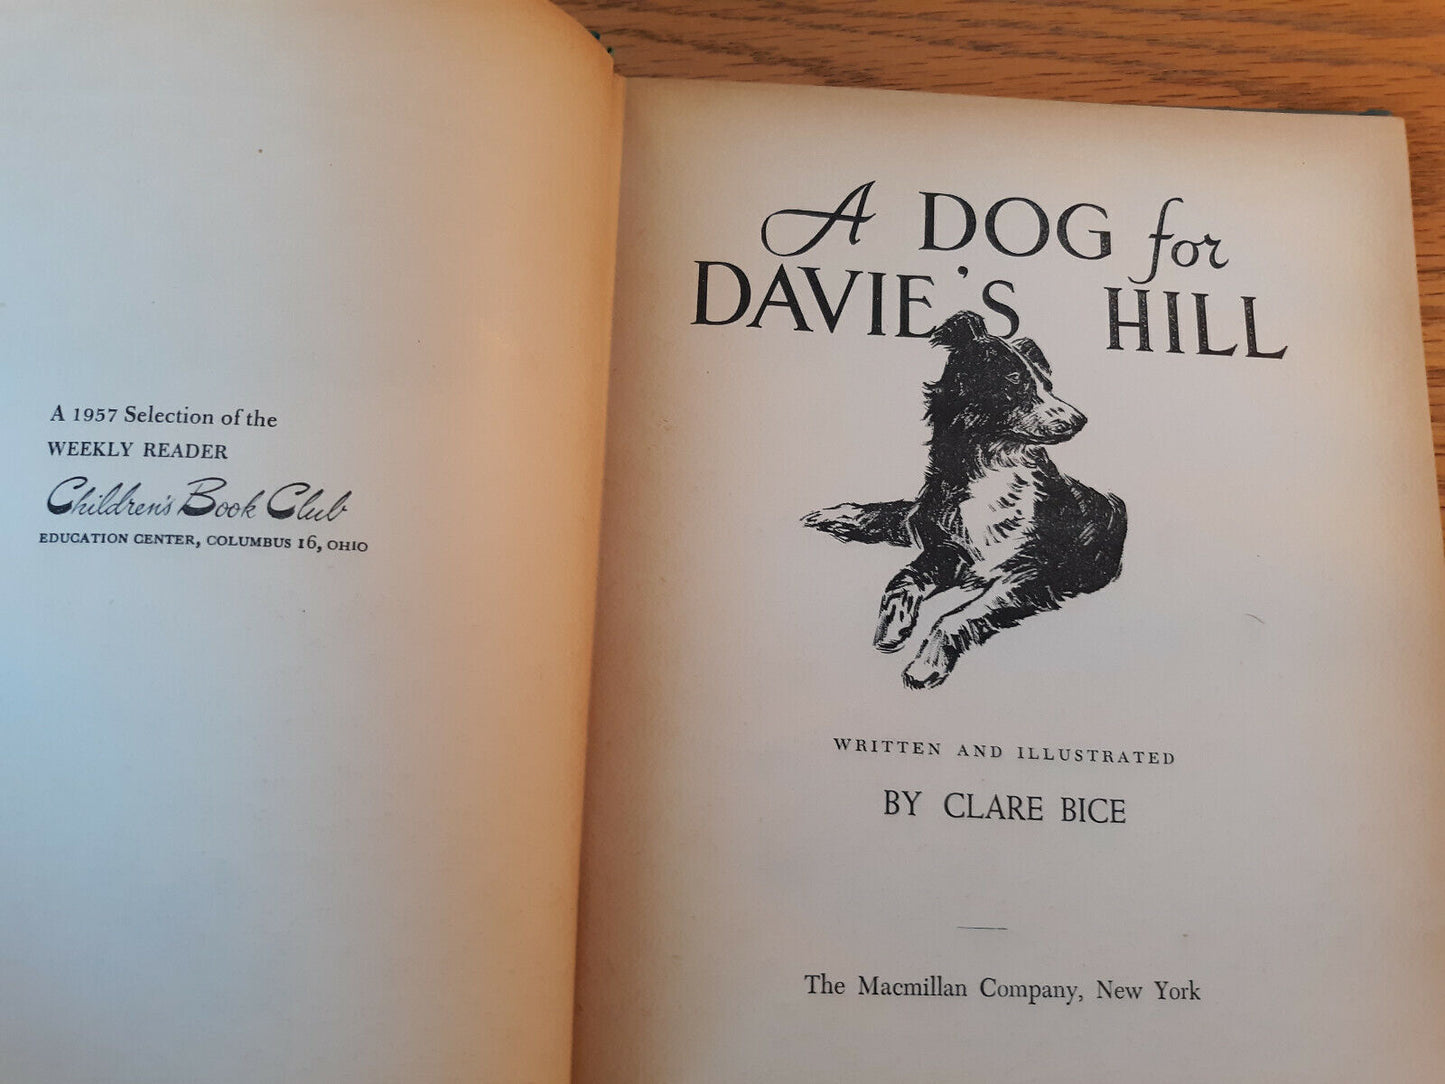 A 1957 Selection of the
WEEKLY READER
Children's Book Club
EDUCATION CENTER, COLUMBUS 16, OHIO
A DOG for
DAVIE'S HILL
WRITTEN AND ILLUSTRATED
BY CLARE BICE
The Macmillan Company, New York